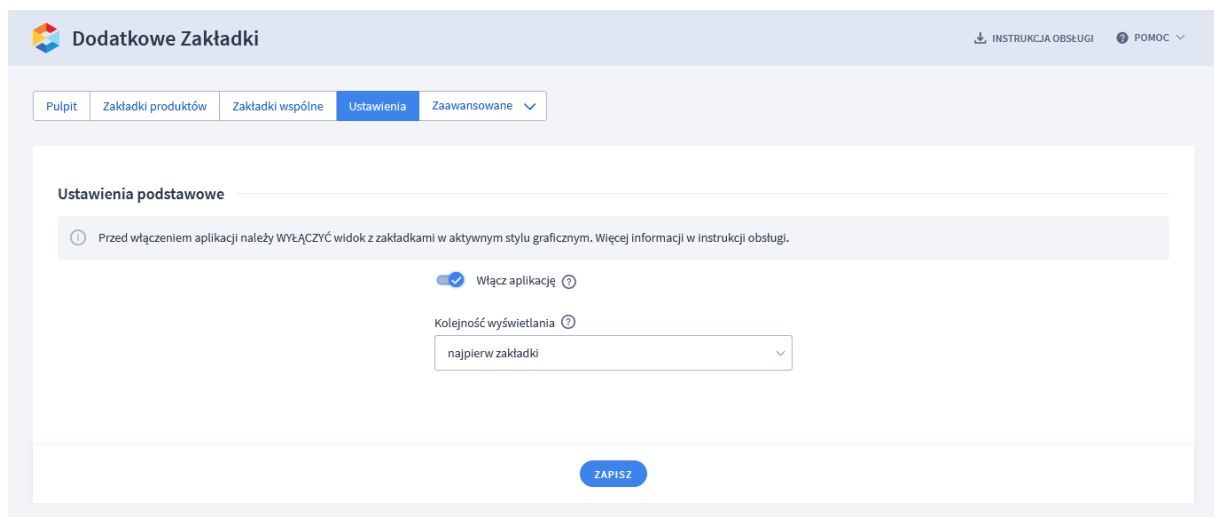 Dodatkowe Zakładki
INSTRUKCJA OBSŁUGI
POMOC
Pulpit
Zakładki produktów
Zakładki wspólne
Ustawienia
Zaawansowane
Ustawienia podstawowe
Przed włączeniem aplikacji należy WYŁĄCZYĆ widok z zakładkami w aktywnym stylu graficznym. Więcej informacji w instrukcji obsługi.
Włącz aplikację
Kolejność wyświetlania
najpierw zakładki
ZAPISZ